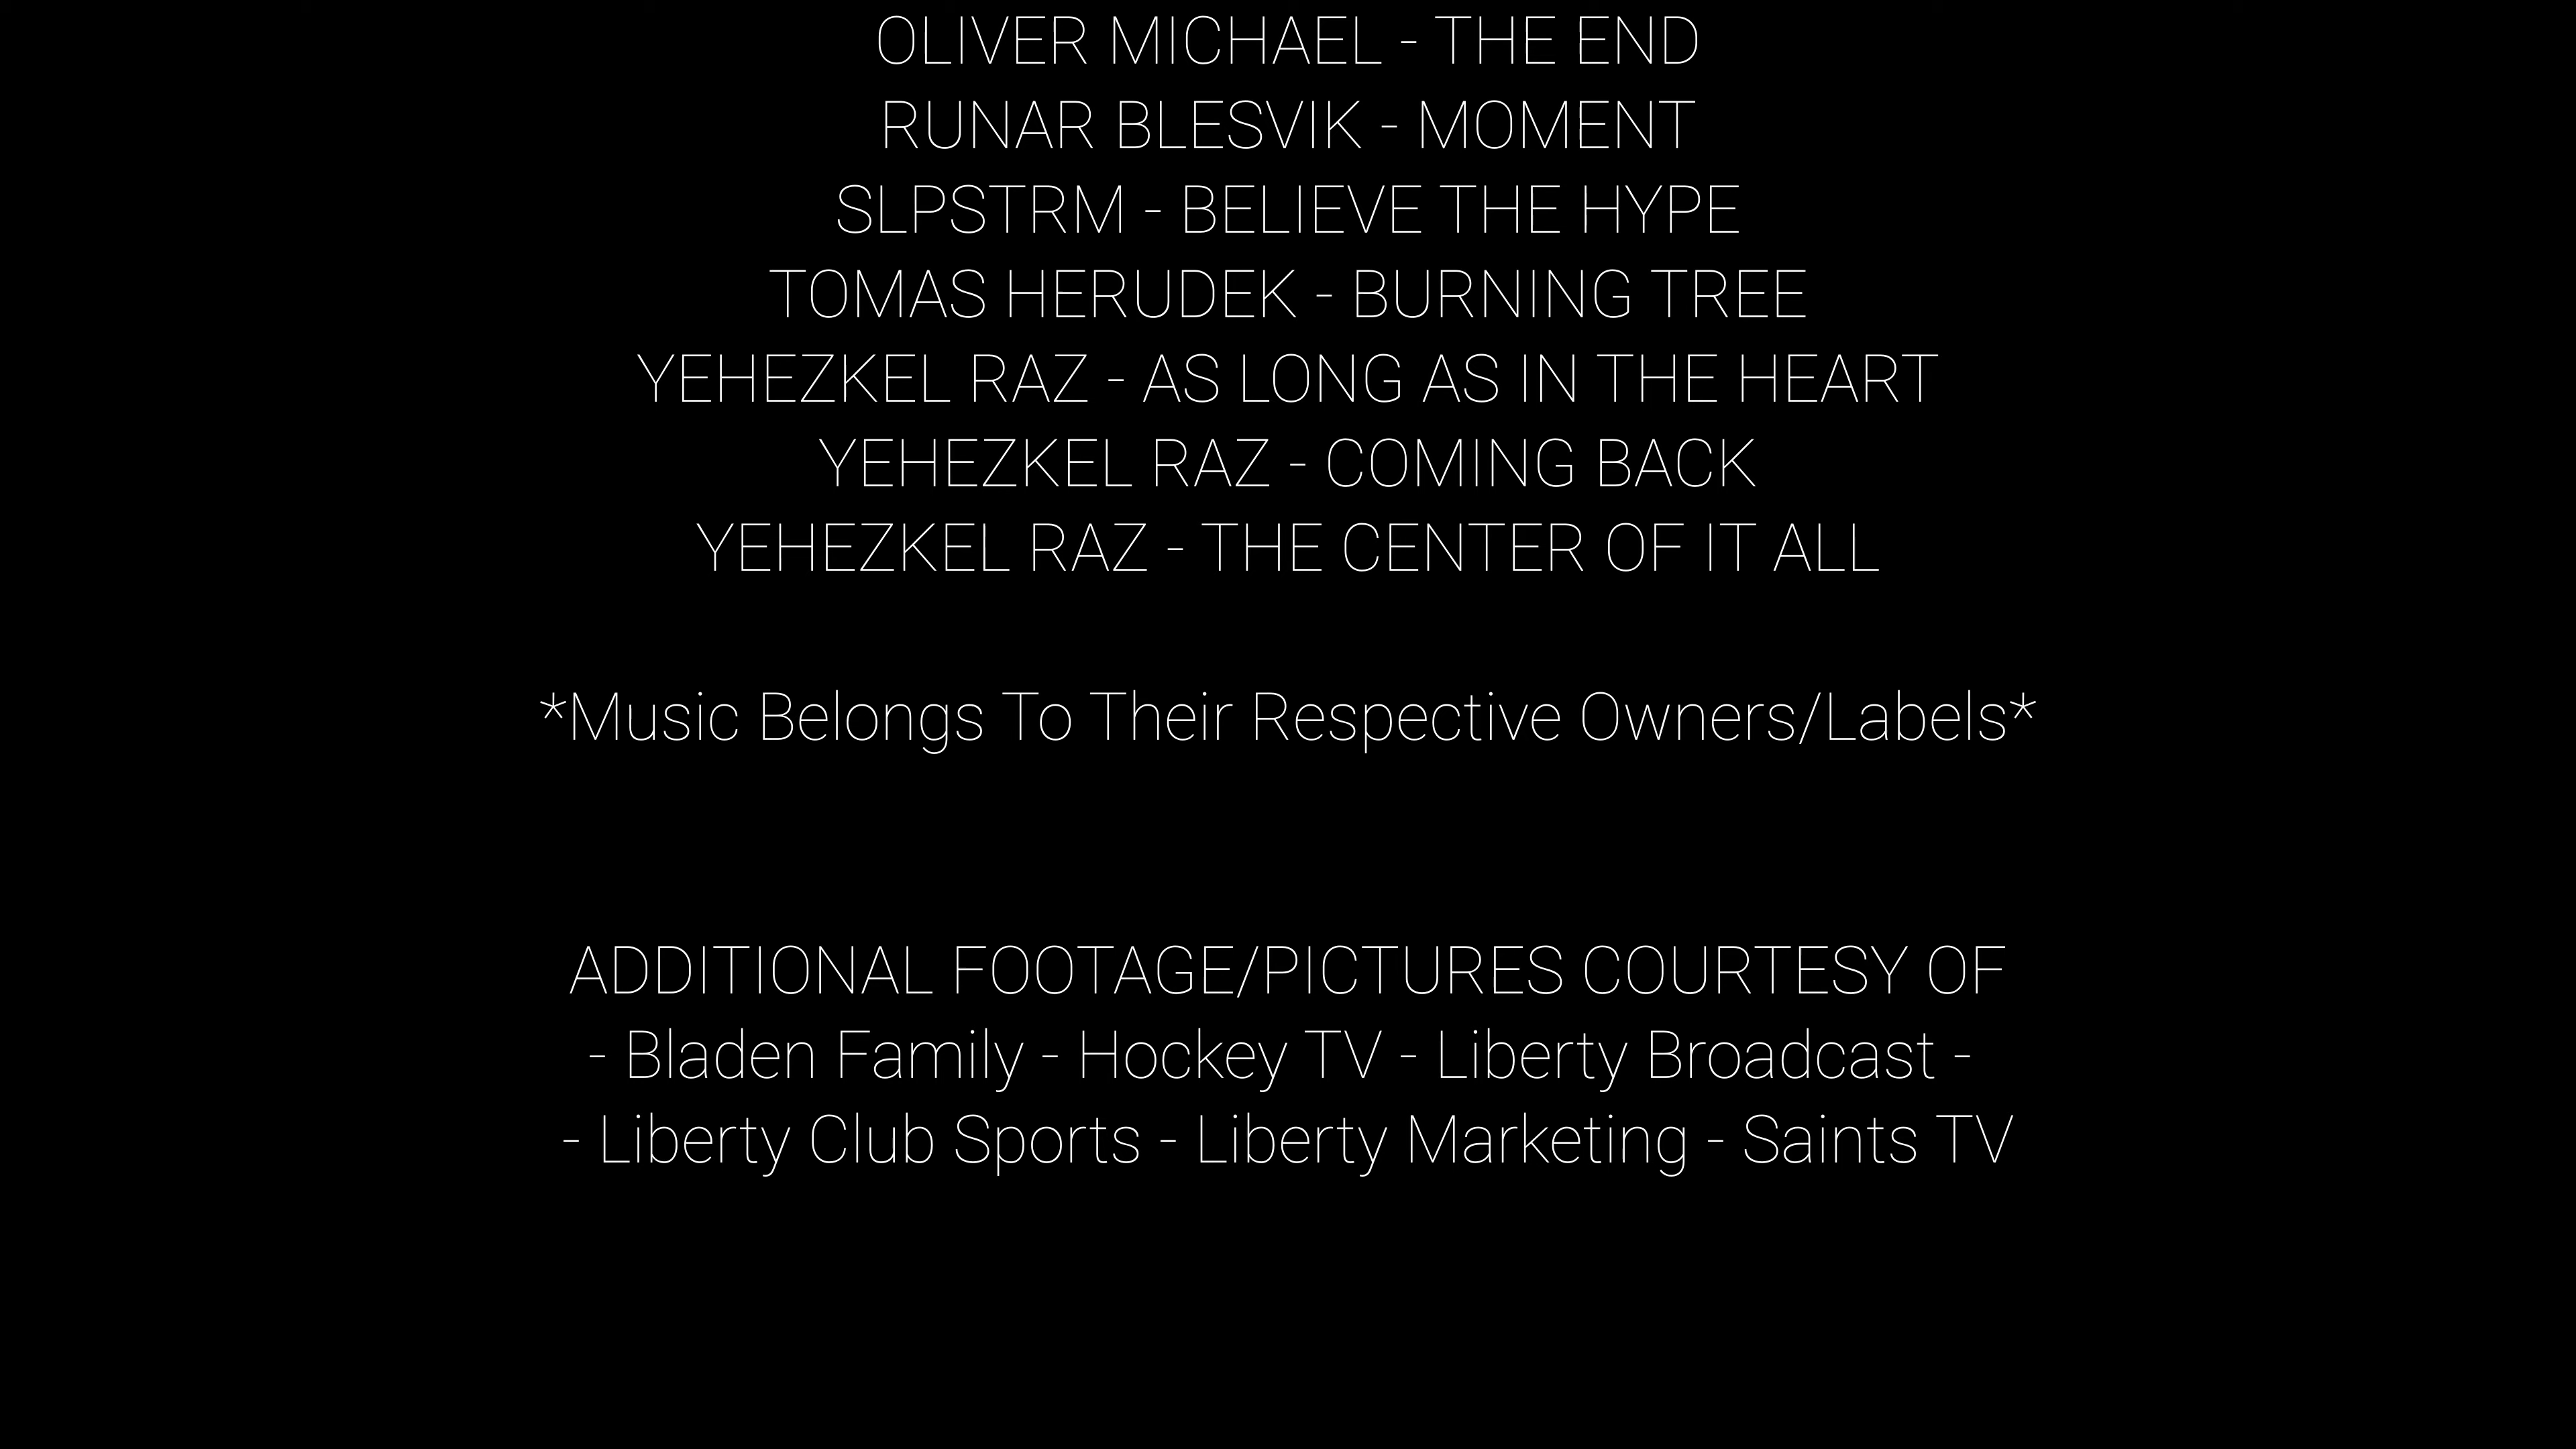 OLIVER MICHAEL - THE END
RUNAR BLESVIK - MOMENT
SLPSTRM - BELIEVE THE HYPE
TOMAS HERUDEK - BURNING TREE
YEHEZKEL RAZ - AS LONG AS IN THE HEART
YEHEZKEL RAZ - COMING BACK
YEHEZKEL RAZ - THE CENTER OF IT ALL
*Music Belongs To Their Respective Owners/Labels*
ADDITIONAL FOOTAGE/PICTURES COURTESY OF
- Bladen Family - Hockey TV - Liberty Broadcast -
- Liberty Club Sports - Liberty Marketing - Saints TV